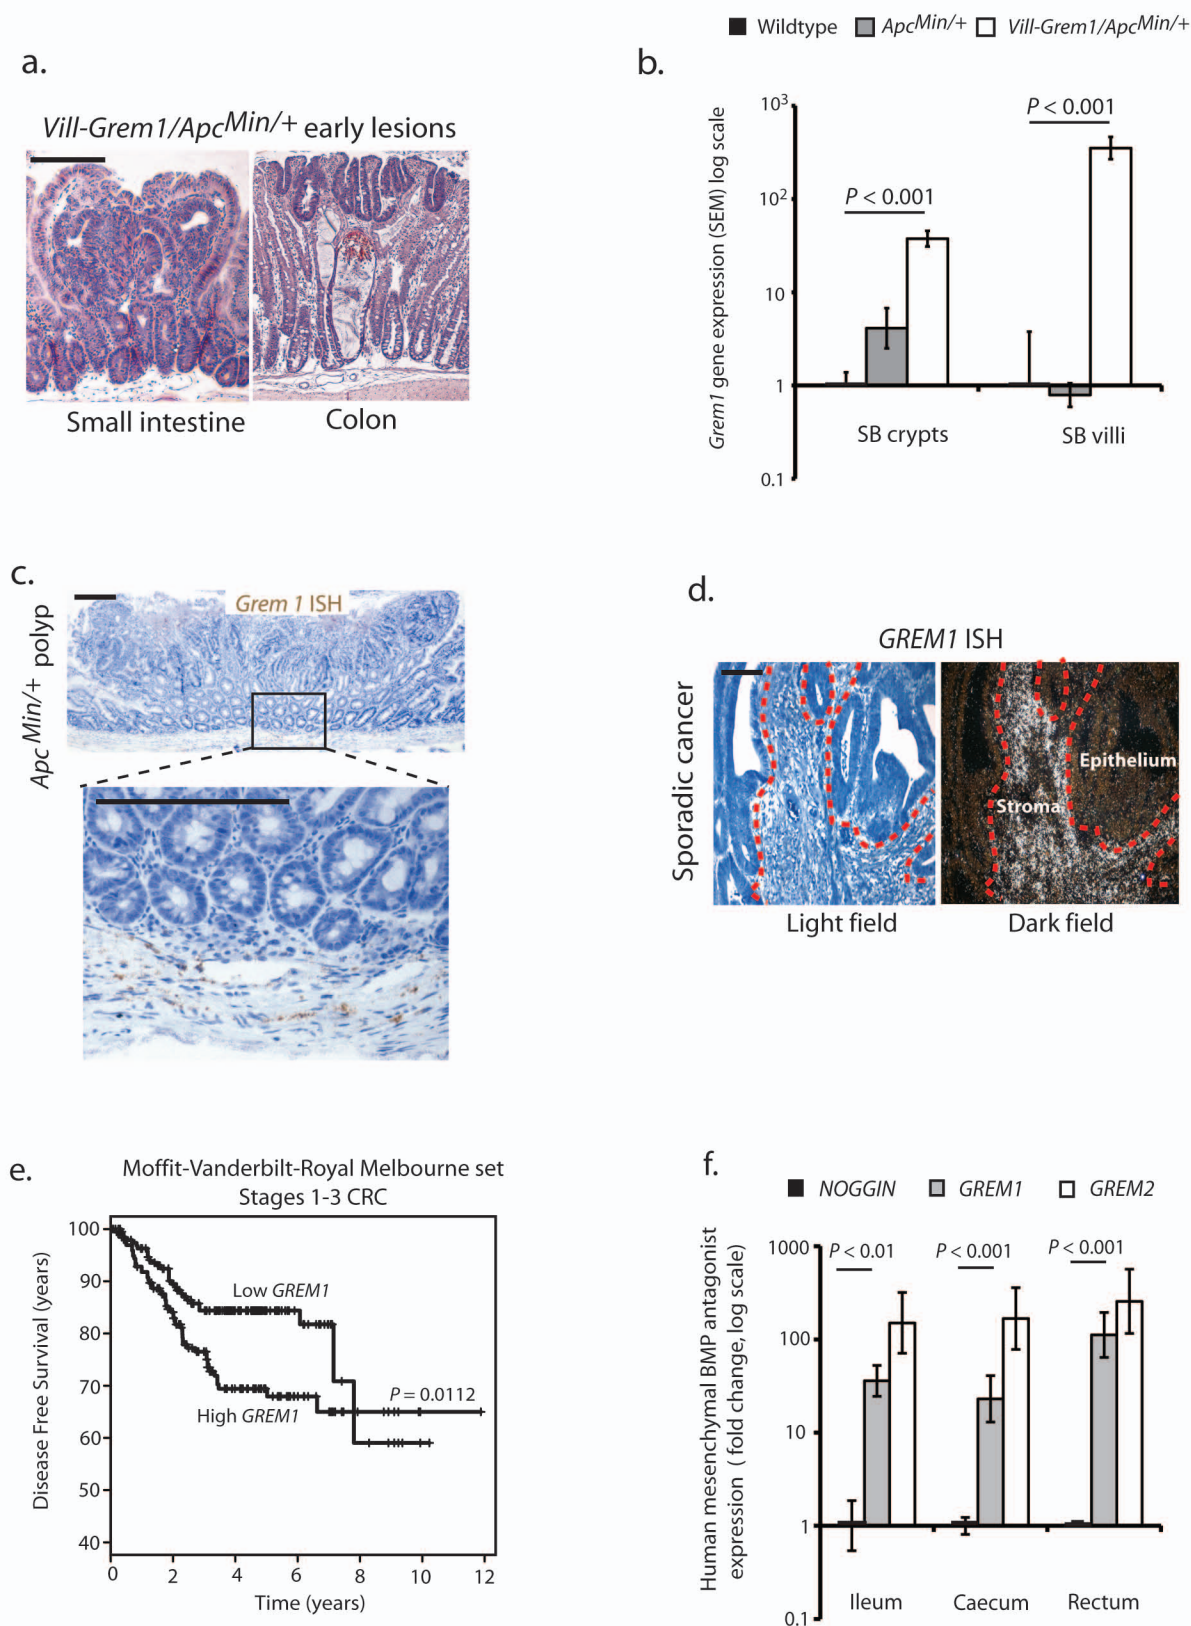 Wildtype ApcMin/+ Vill-Grem1/ApcMin/+
a.
Vill-Grem1/ApcMin/+ early lesions
Small intestine
Colon
b.
Grem1 gene expression (SEM) log scale
10³
10²
10
1
0.1
P < 0.001
P < 0.001
SB crypts
SB villi
c.
ApcMin/+ polyp
Grem 1 ISH
d.
GREM1 ISH
Sporadic cancer
Stroma
Epithelium
Light field
Dark field
e.
Moffit-Vanderbilt-Royal Melbourne set
Stages 1-3 CRC
Disease Free Survival (years)
100
90
80
70
60
50
40
Low GREM1
High GREM1
P = 0.0112
0 2 4 6 8 10 12
Time (years)
f.
NOGGIN GREM1 GREM2
Human mesenchymal BMP antagonist
expression ( fold change, log scale)
1000
100
10
1
0.1
P < 0.01
P < 0.001
P < 0.001
Ileum
Caecum
Rectum